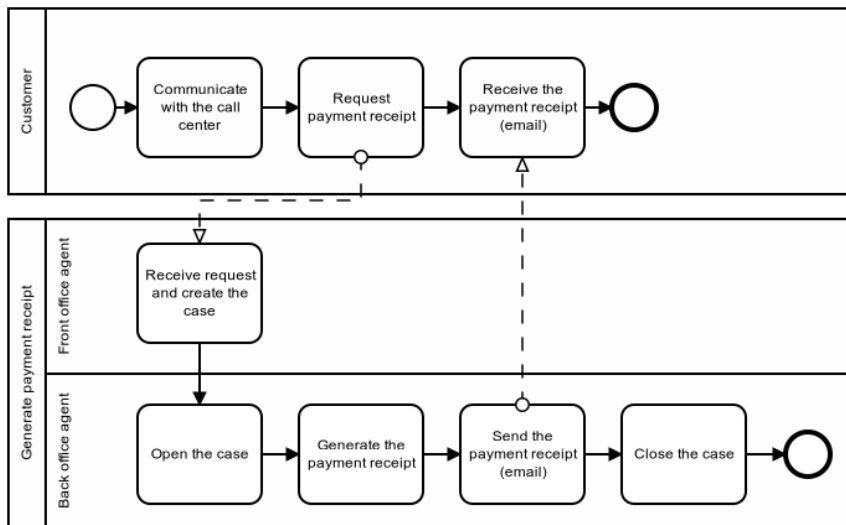 Customer
Communicate
with the call
center
Request
payment receipt
Receive the
payment receipt
(email)
Generate payment receipt
Front office agent
Receive request
and create the
case
Back office agent
Open the case
Generate the
payment receipt
Send the
payment receipt
(email)
Close the case